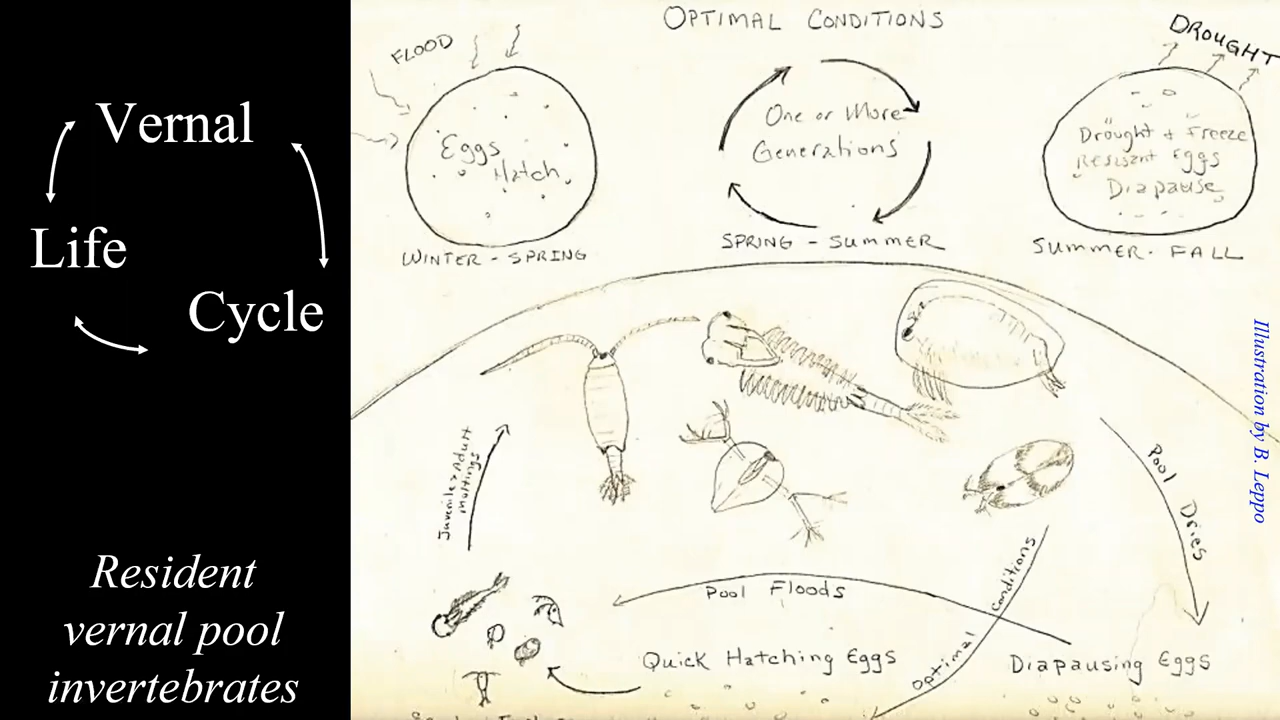 Vernal
Life
Cycle
Resident
vernal pool
invertebrates
OPTIMAL CONDITIONS
FLOOD
Eggs
Hatch
WINTER - SPRING
One or More
Generations
SPRING - SUMMER
DROUGHT
Drought + Freeze
Resistant Eggs
Diapause
SUMMER - FALL
Juvenile > Adult
Moltings
Pool Dries
Pool Floods
Optimal Conditions
Quick Hatching Eggs
Diapausing Eggs
Illustration by B. Leppo